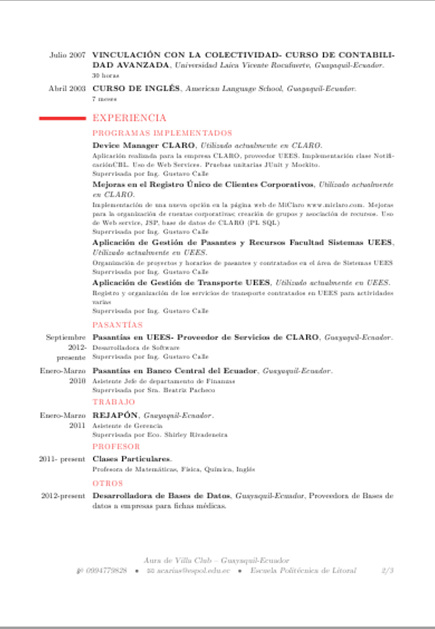 Julio 2007 VINCULACIÓN CON LA COLECTIVIDAD- CURSO DE CONTABILI-
DAD AVANZADA, Universidad Laica Vicente Rocafuerte, Guayaquil-Ecuador.
30 horas
Abril 2003 CURSO DE INGLÉS, American Language School, Guayaquil-Ecuador.
7 meses
EXPERIENCIA
PROGRAMAS IMPLEMENTADOS
Device Manager CLARO, Utilizado actualmente en CLARO.
Aplicación realizada para la empresa CLARO, proveedor UEES. Implementación clase Notifi-
caciónURL. Uso de Web Services. Pruebas unitarias JUnit y Mockito.
Supervisada por Ing. Gustavo Calle
Mejoras en el Registro Único de Clientes Corporativos, Utilizado actualmente
en CLARO.
Implementación de una nueva opción en la página web de MiClaro www.miclaro.com. Mejoras
para la organización de cuentas corporativas; creación de grupos y asociación de recursos. Uso
de Web service, JSP, base de datos de CLARO (PL SQL)
Supervisada por Ing. Gustavo Calle
Aplicación de Gestión de Pasantes y Recursos Facultad Sistemas UEES,
Utilizado actualmente en UEES.
Organización de proyectos y horarios de pasantes y contratados en el área de Sistemas UEES
Supervisada por Ing. Gustavo Calle
Aplicación de Gestión de Transporte UEES, Utilizado actualmente en UEES.
Registro y organización de los servicios de transporte contratados en UEES para actividades
varias
Supervisada por Ing. Gustavo Calle
PASANTÍAS
Septiembre Pasantías en UEES- Proveedor de Servicios de CLARO, Guayaquil-Ecuador.
2012- Desarrolladora de Software
presente Supervisada por Ing. Gustavo Calle
Enero-Marzo Pasantías en Banco Central del Ecuador, Guayaquil-Ecuador.
2010 Asistente Jefe de departamento de Finanzas
Supervisada por Sra. Beatriz Pacheco
TRABAJO
Enero-Marzo REJAPÓN, Guayaquil-Ecuador.
2011 Asistente de Gerencia
Supervisada por Eco. Shirley Rivadeneira
PROFESOR
2011- present Clases Particulares.
Profesora de Matemáticas, Física, Química, Inglés
OTROS
2012-present Desarrolladora de Bases de Datos, Guayaquil-Ecuador, Proveedora de Bases de
datos a empresas para fichas médicas.
Aura de Villa Club – Guayaquil-Ecuador
0994779828 • acarias@espol.edu.ec • Escuela Politécnica de Litoral 2/3